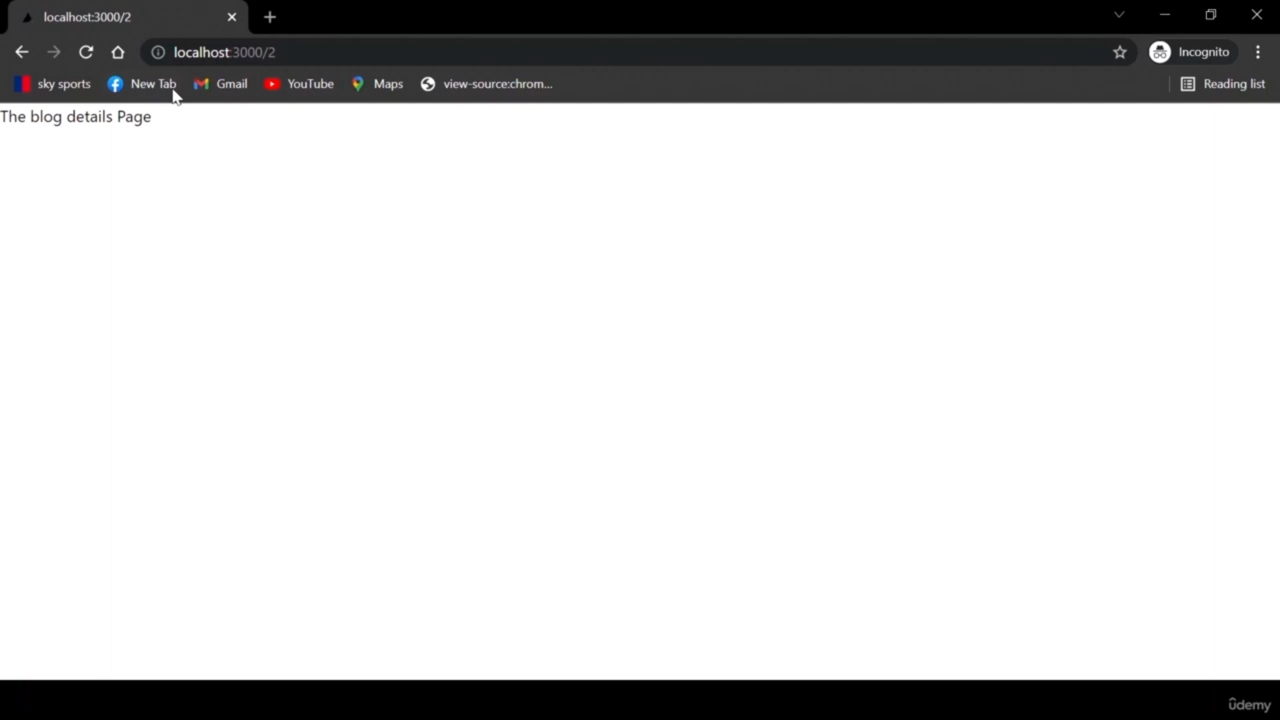 localhost:3000/2
localhost:3000/2
Incognito
sky sports
New Tab
Gmail
YouTube
Maps
view-source:chrom...
Reading list
The blog details Page
ûdemy